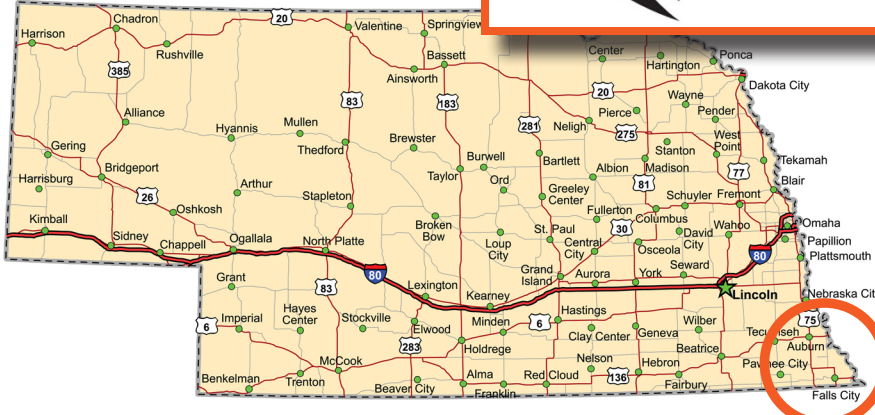 Harrison
Chadron
20
Valentine
Springview
Rushville
385
Bassett
Ainsworth
Center
Hartington
Ponca
Dakota City
Alliance
83
183
20
Wayne
Pierce
Pender
Hyannis
Mullen
281
Neligh
275
Thedford
Brewster
West
Point
Gering
Bridgeport
Burwell
Bartlett
Stanton
Madison
Tekamah
Harrisburg
Arthur
Taylor
Ord
Albion
81
77
Blair
26
Stapleton
Greeley
Center
Schuyler
Fremont
Oshkosh
Fullerton
Columbus
Kimball
Broken
Bow
St. Paul
30
David
City
Wahoo
Omaha
Sidney
Chappell
Ogallala
North Platte
Loup
City
Central
City
Osceola
80
Papillion
Plattsmouth
Grant
80
Grand
Island
Aurora
York
Seward
Lincoln
83
Lexington
Kearney
Nebraska Cit
6
Imperial
Hayes
Center
Stockville
Elwood
Minden
6
Hastings
Clay Center
Geneva
Wilber
75
Tecumseh
Auburn
283
Holdrege
McCook
Nelson
Hebron
Beatrice
Pawnee City
Benkelman
Trenton
Beaver City
Alma
Franklin
Red Cloud
136
Fairbury
Falls City